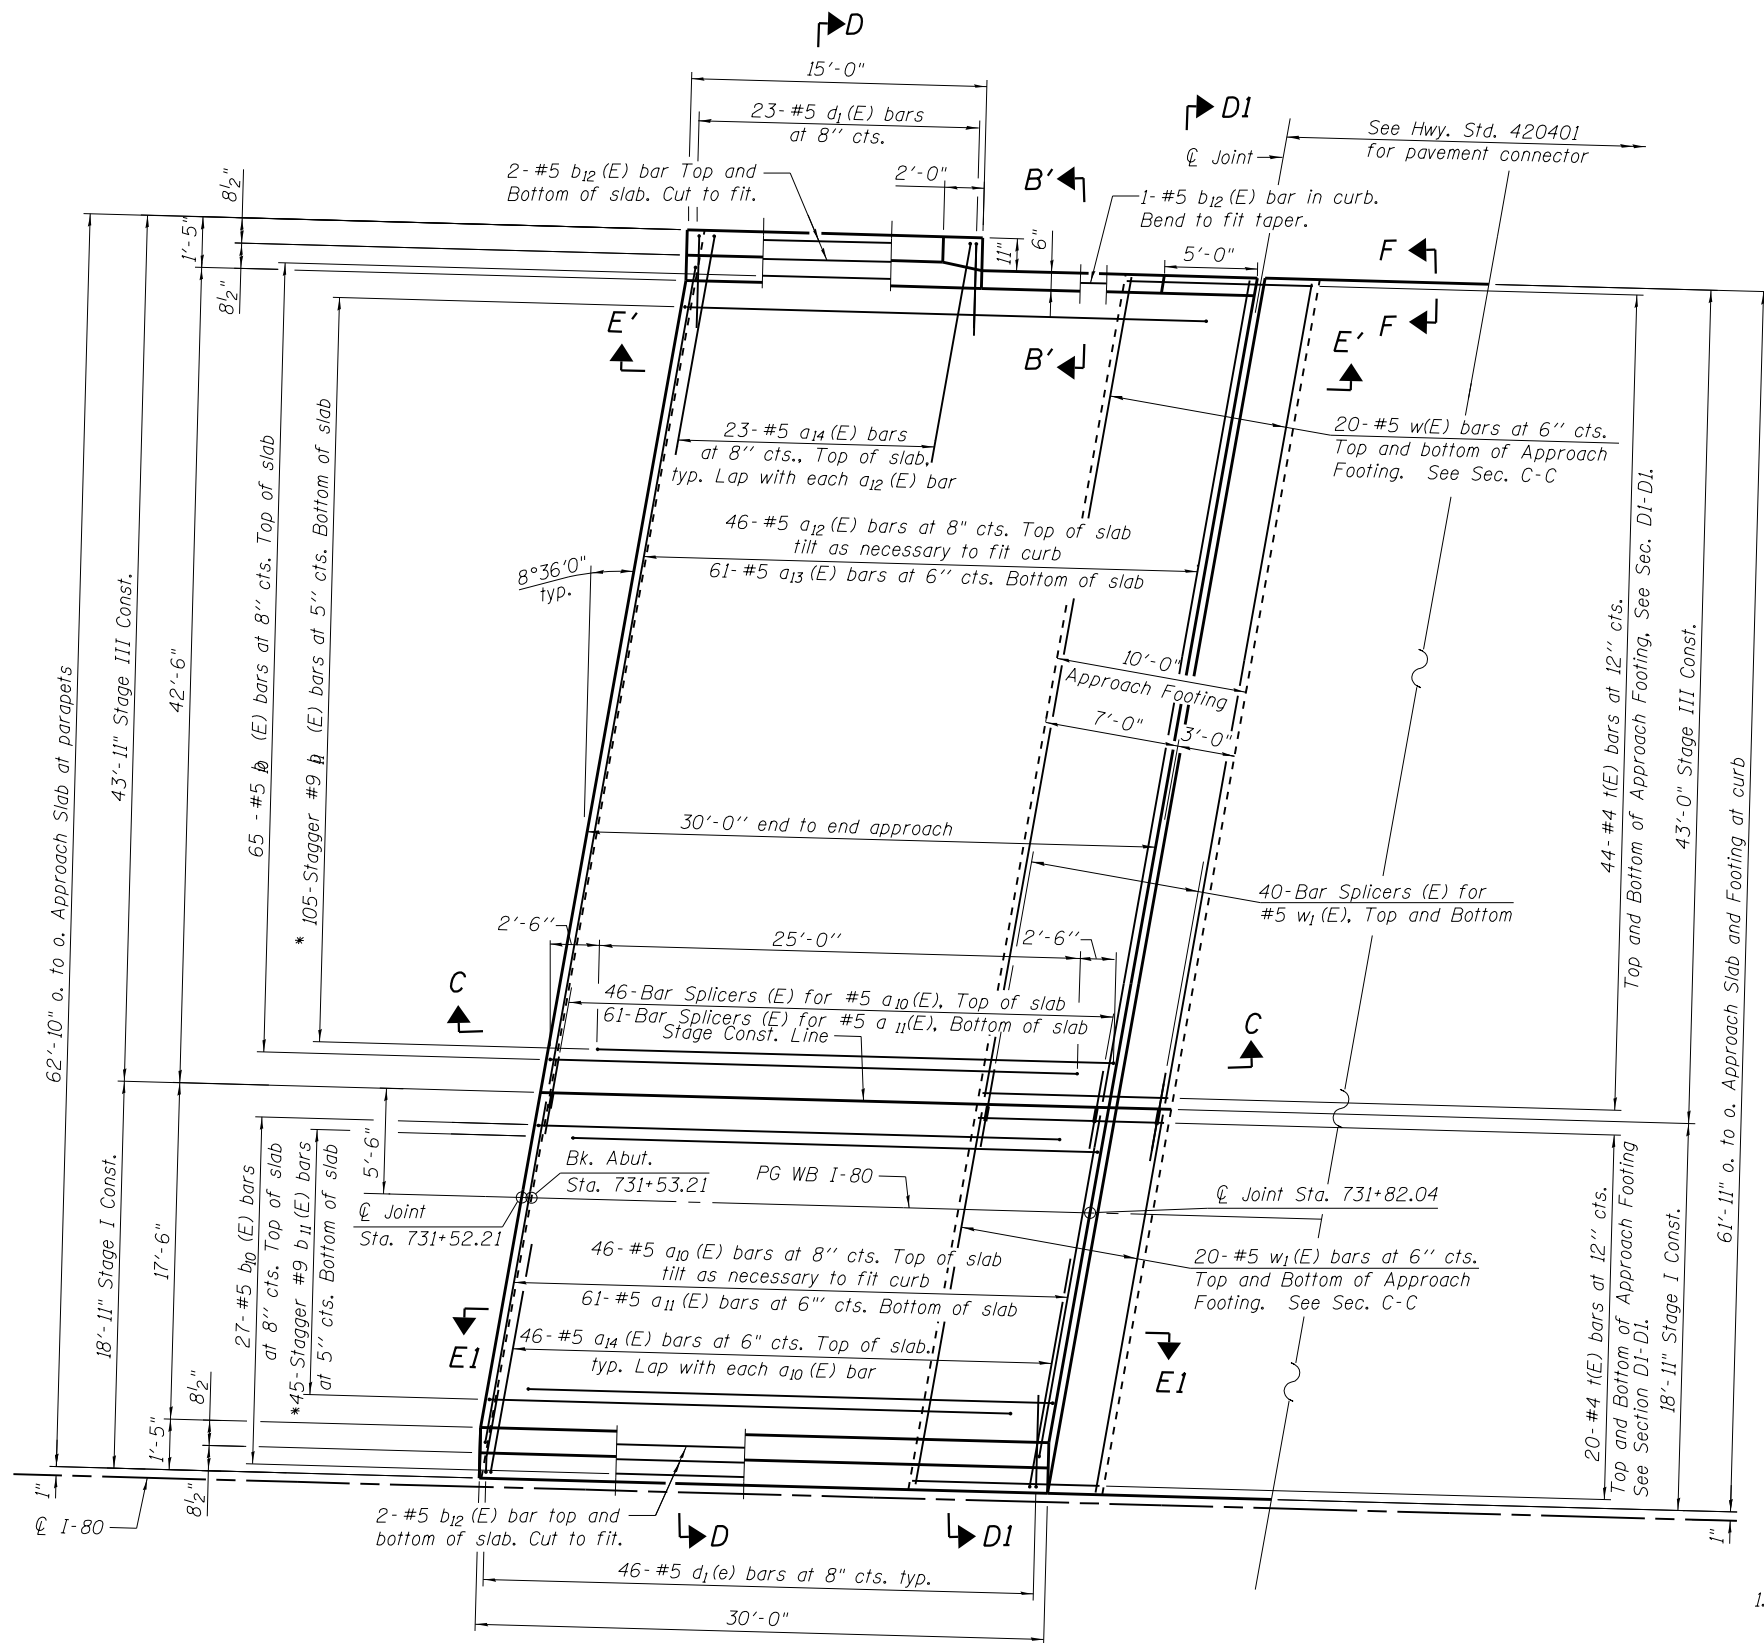 D
15'-0"
23-#5 d1(E) bars
at 8'' cts.
D1
See Hwy. Std. 420401
for pavement connector
℄ Joint
2-#5 b12 (E) bar Top and
Bottom of slab. Cut to fit.
2'-0"
B'
1-#5 b12 (E) bar in curb.
Bend to fit taper.
8½"
1'-5"
8½"
11"
6"
5'-0"
F
F
E'
B'
E'
23-#5 a14 (E) bars
at 8'' cts., Top of slab,
typ. Lap with each a12 (E) bar
20-#5 w(E) bars at 6'' cts.
Top and bottom of Approach
Footing. See Sec. C-C
46-#5 a12 (E) bars at 8" cts. Top of slab
tilt as necessary to fit curb
61-#5 a13 (E) bars at 6'' cts. Bottom of slab
8°36'0"
typ.
62'-10" o. to o. Approach Slab at parapets
43'-11" Stage III Const.
42'-6"
65 -#5 b10 (E) bars at 8'' cts. Top of slab
* 105-Stagger #9 b11 (E) bars at 5'' cts. Bottom of slab
10'-0"
Approach Footing
7'-0"
3'-0"
44-#4 t(E) bars at 12'' cts.
Top and Bottom of Approach Footing, See Sec. D1-D1.
43'-0" Stage III Const.
61'-11" o. to o. Approach Slab and Footing at curb
30'-0'' end to end approach
40-Bar Splicers (E) for
#5 w1 (E), Top and Bottom
2'-6''
25'-0''
2'-6''
C
46-Bar Splicers (E) for #5 a10 (E), Top of slab
61-Bar Splicers (E) for #5 a11(E), Bottom of slab
Stage Const. Line
C
18'-11" Stage I Const.
17'-6"
27-#5 b10 (E) bars
at 8'' cts. Top of slab
*45-Stagger #9 b11 (E) bars
at 5'' cts. Bottom of slab
5'-6"
Bk. Abut.
Sta. 731+53.21
PG WB I-80
℄ Joint Sta. 731+82.04
℄ Joint
Sta. 731+52.21
46-#5 a10 (E) bars at 8'' cts. Top of slab
tilt as necessary to fit curb
61-#5 a11 (E) bars at 6"' cts. Bottom of slab
20-#5 w1 (E) bars at 6'' cts.
Top and Bottom of Approach
Footing. See Sec. C-C
E1
46-#5 a14 (E) bars at 6" cts. Top of slab.
typ. Lap with each a10 (E) bar
E1
20-#4 t(E) bars at 12'' cts.
Top and Bottom of Approach Footing
See Section D1-D1.
18'-11" Stage I Const.
8½"
1'-5"
8½"
1"
℄ I-80
2-#5 b12 (E) bar top and
bottom of slab. Cut to fit.
D
D1
1"
46-#5 d1(e) bars at 8" cts. typ.
30'-0"
1.